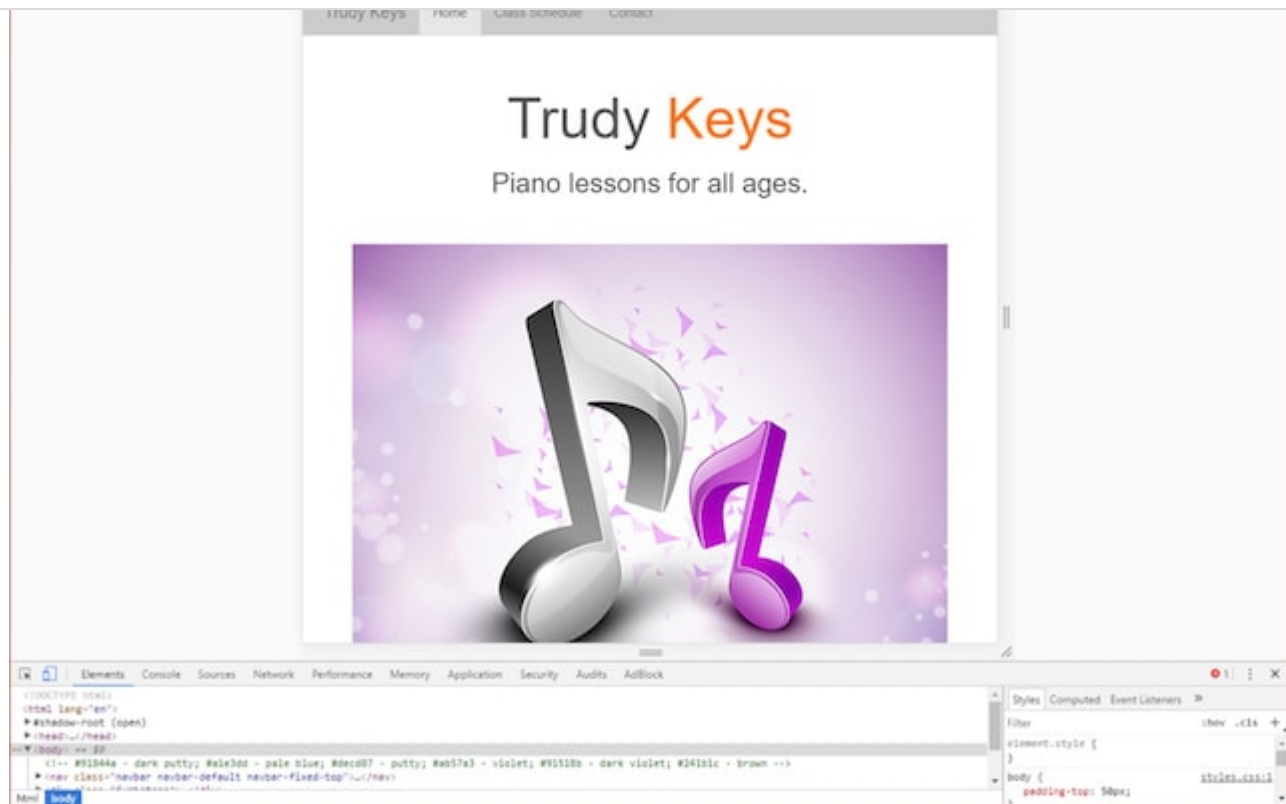 Trudy Keys Home Class Schedule Contact
Trudy Keys
Piano lessons for all ages.
Elements Console Sources Network Performance Memory Application Security Audits AdBlock 1
<!DOCTYPE html>
<html lang="en">
#shadow-root (open)
<head>…</head>
<body> == $0
<!-- #91844a - dark putty; #a1e3dd - pale blue; #decd87 - putty; #ab57a3 - violet; #91518b - dark violet; #241b1c - brown -->
<nav class="navbar navbar-default navbar-fixed-top">…</nav>
html body
Styles Computed Event Listeners »
Filter :hov .cls +
element.style {
}
body { styles.css:1
padding-top: 50px;
}